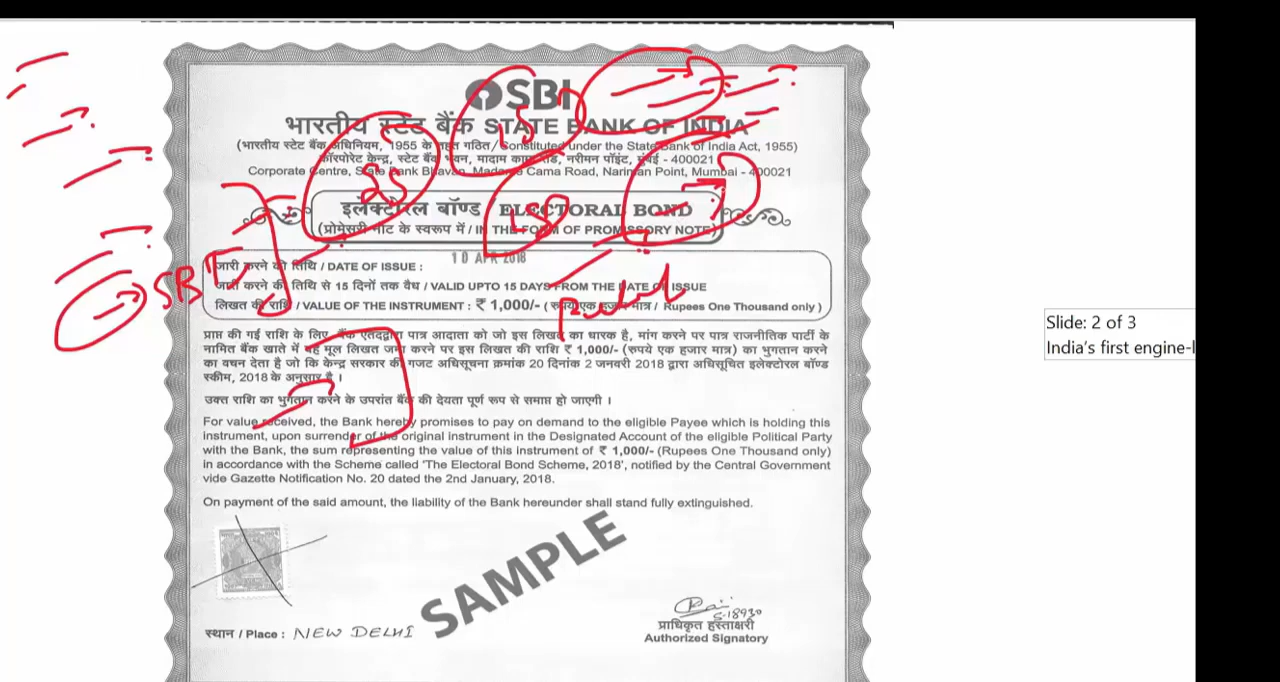 SBI
भारतीय स्टेट बैंक STATE BANK OF INDIA
(भारतीय स्टेट बैंक अधिनियम, 1955 के तहत गठित / Constituted under the State Bank of India Act, 1955)
कॉरपोरेट केन्द्र, स्टेट बैंक भवन, मादाम कामा रोड, नरीमन पॉइंट, मुंबई - 400021
Corporate Centre, State Bank Bhavan, Madame Cama Road, Nariman Point, Mumbai - 400021
15
25
150
इलेक्टोरल बॉण्ड ELECTORAL BOND
(प्रोमेसरी नोट के स्वरूप में / IN THE FORM OF PROMISSORY NOTE)
10 APR 2018
जारी करने की तिथि / DATE OF ISSUE :
जारी करने की तिथि से 15 दिनों तक वैध / VALID UPTO 15 DAYS FROM THE DATE OF ISSUE
SBI
लिखत की राशि / VALUE OF THE INSTRUMENT : ₹ 1,000/- ( रूपये एक हजार मात्र / Rupees One Thousand only )
Slide: 2 of 3
India's first engine-l
प्राप्त की गई राशि के लिए, बैंक एतदद्वारा पात्र आदाता को जो इस लिखत का धारक है, मांग करने पर पात्र राजनीतिक पार्टी के
नामित बैंक खाते में यह मूल लिखत जमा करने पर इस लिखत की राशि ₹ 1,000/- (रूपये एक हजार मात्र) का भुगतान करने
का वचन देता है जो कि केन्द्र सरकार की गजट अधिसूचना क्रमांक 20 दिनांक 2 जनवरी 2018 द्वारा अधिसूचित इलेक्टोरल बॉण्ड
स्कीम, 2018 के अनुसार है ।
उक्त राशि का भुगतान करने के उपरांत बैंक की देयता पूर्ण रूप से समाप्त हो जाएगी ।
For value received, the Bank hereby promises to pay on demand to the eligible Payee which is holding this
instrument, upon surrender of the original instrument in the Designated Account of the eligible Political Party
with the Bank, the sum representing the value of this instrument of ₹ 1,000/- (Rupees One Thousand only)
in accordance with the Scheme called 'The Electoral Bond Scheme, 2018', notified by the Central Government
vide Gazette Notification No. 20 dated the 2nd January, 2018.
On payment of the said amount, the liability of the Bank hereunder shall stand fully extinguished.
SAMPLE
S-18930
स्थान / Place : NEW DELHI
प्राधिकृत हस्ताक्षरी
Authorized Signatory